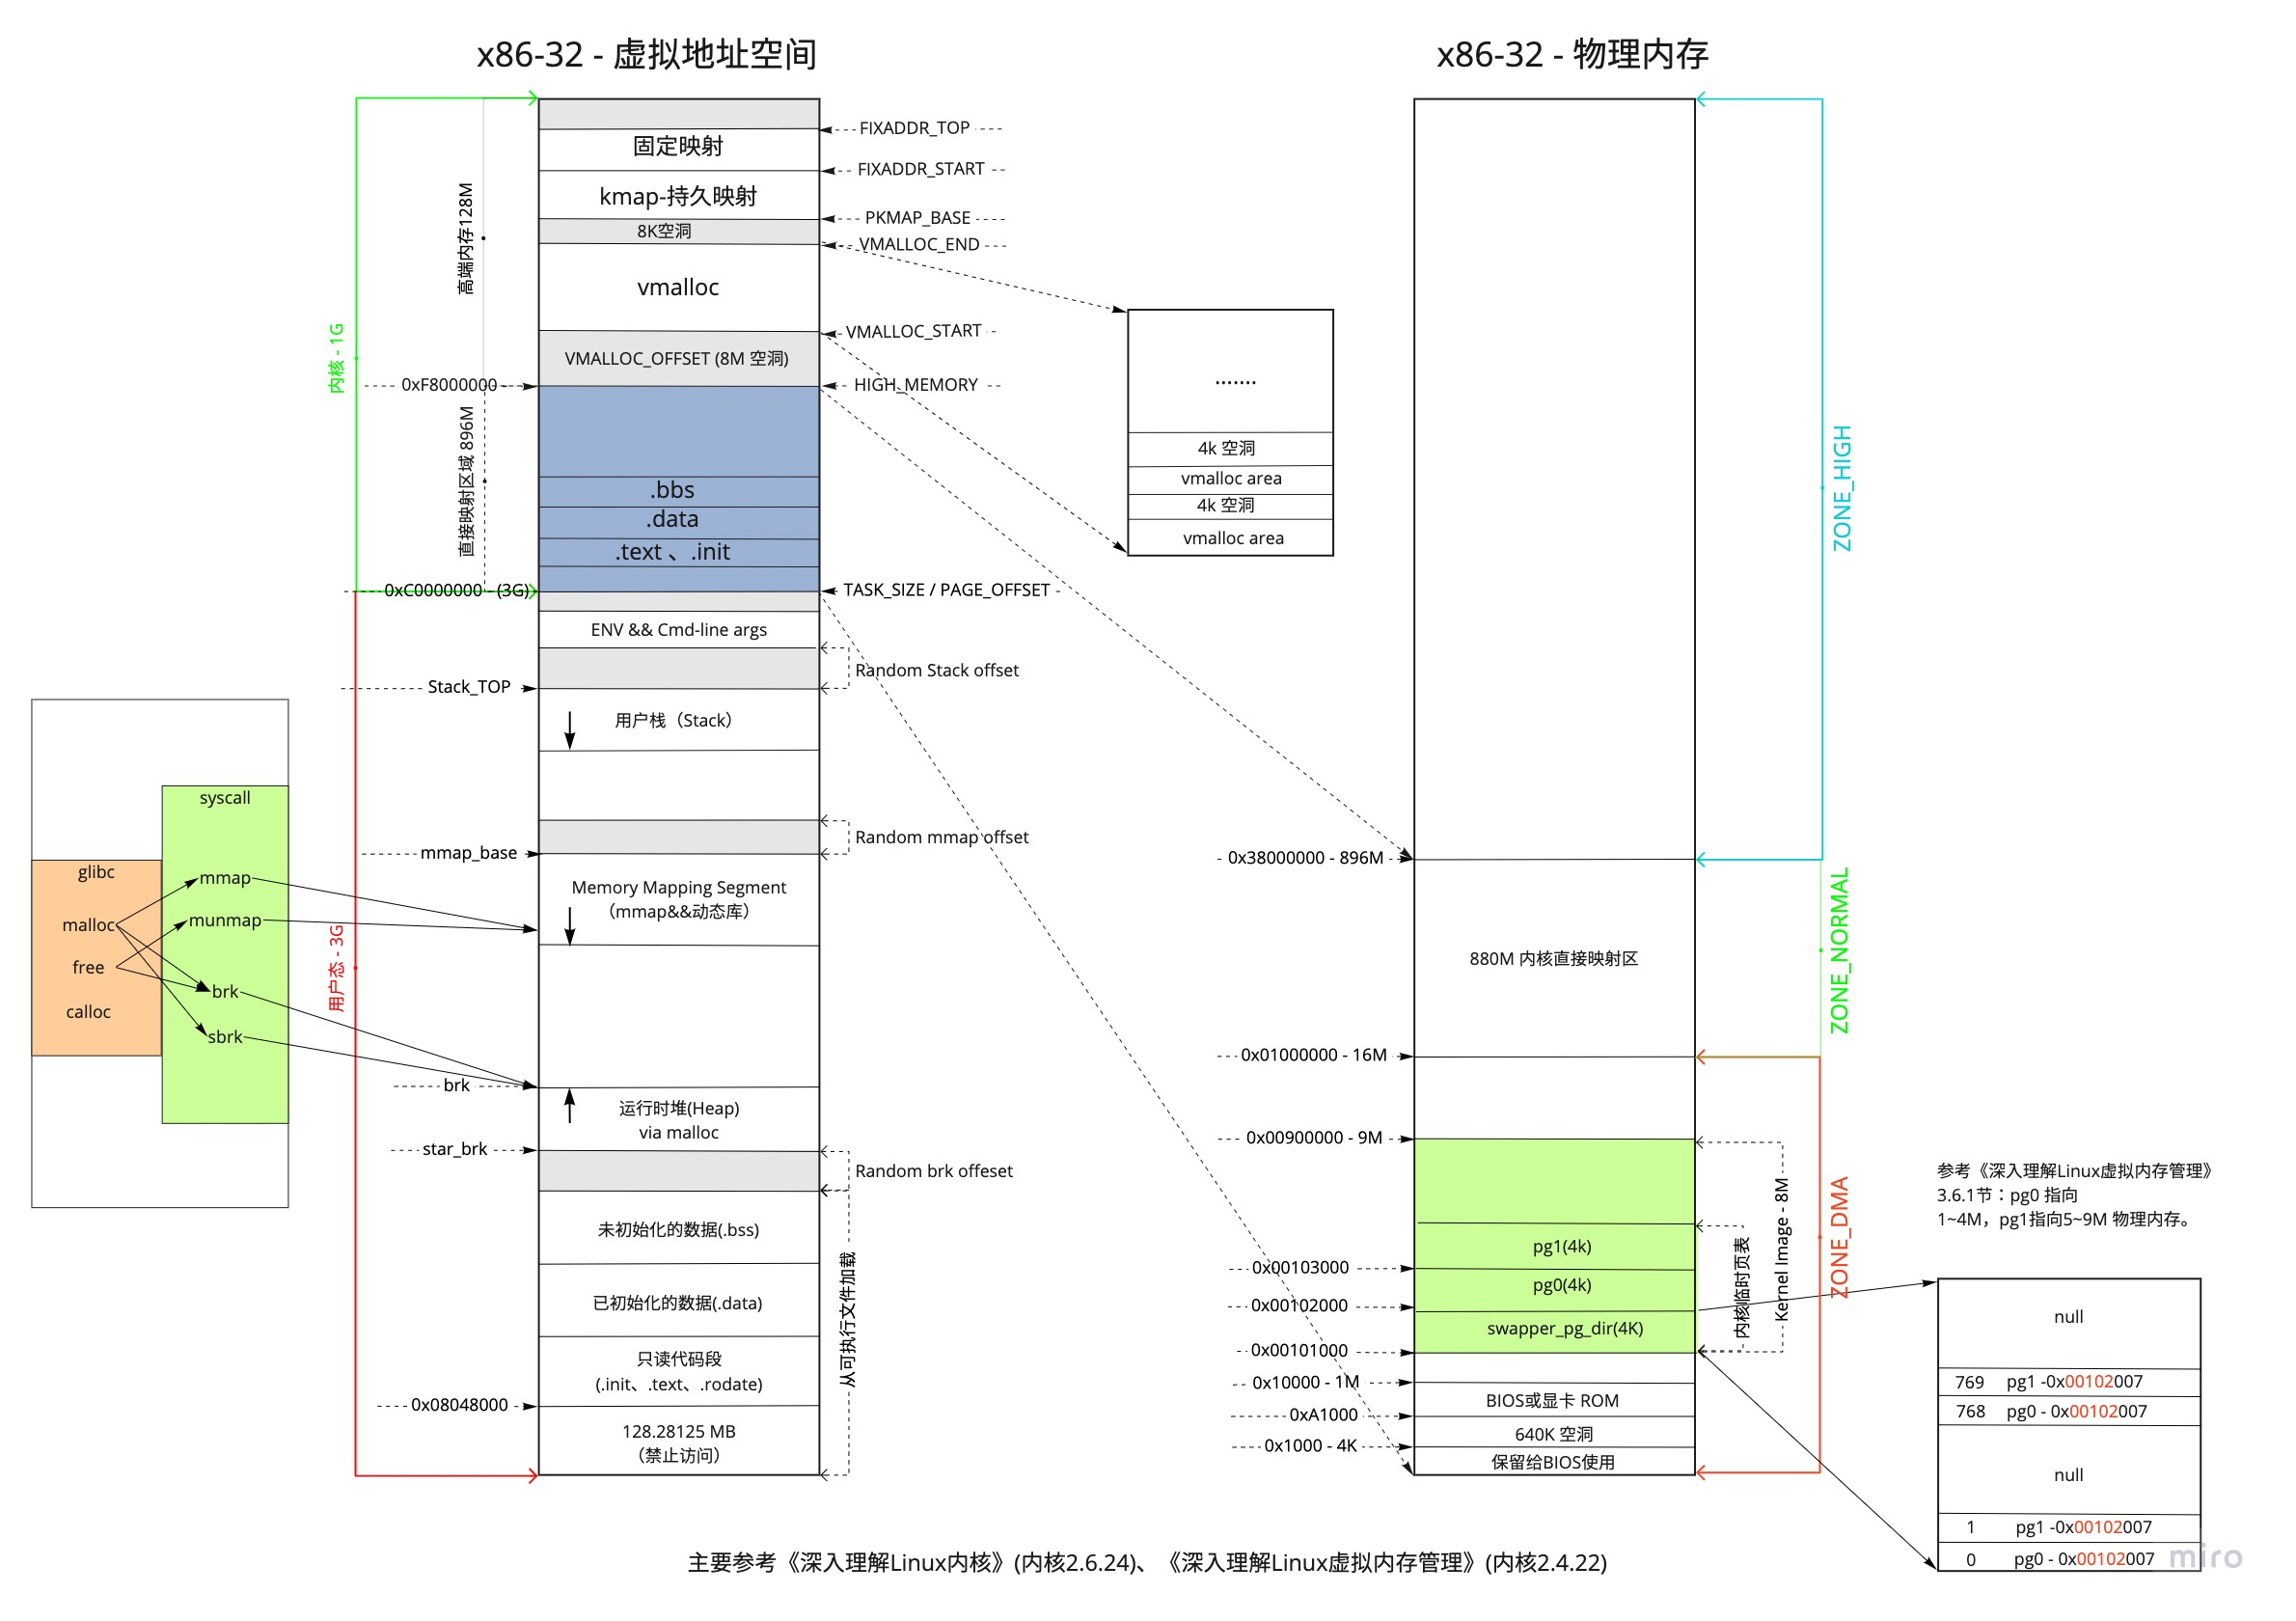 x86-32 - 虚拟地址空间
x86-32 - 物理内存
FIXADDR_TOP
固定映射
FIXADDR_START
kmap-持久映射
PKMAP_BASE
8K空洞
VMALLOC_END
高端内存128M
vmalloc
VMALLOC_START
VMALLOC_OFFSET (8M 空洞)
内核 - 1G
0xF8000000
HIGH_MEMORY
直接映射区域 896M
.bbs
.data
.text 、.init
0xC0000000 - (3G)
TASK_SIZE / PAGE_OFFSET
.......
4k 空洞
vmalloc area
4k 空洞
vmalloc area
ENV && Cmd-line args
Random Stack offset
Stack_TOP
用户栈（Stack）
Random mmap offset
mmap_base
Memory Mapping Segment
（mmap&&动态库）
用户态 - 3G
syscall
glibc
mmap
malloc
munmap
free
brk
calloc
sbrk
brk
运行时堆(Heap)
via malloc
star_brk
Random brk offeset
未初始化的数据(.bss)
已初始化的数据(.data)
从可执行文件加载
只读代码段
(.init、.text、.rodate)
0x08048000
128.28125 MB
（禁止访问）
ZONE_HIGH
0x38000000 - 896M
ZONE_NORMAL
880M 内核直接映射区
0x01000000 - 16M
0x00900000 - 9M
ZONE_DMA
Kernel Image - 8M
内核临时页表
pg1(4k)
0x00103000
pg0(4k)
0x00102000
swapper_pg_dir(4K)
0x00101000
0x10000 - 1M
BIOS或显卡 ROM
0xA1000
640K 空洞
0x1000 - 4K
保留给BIOS使用
参考《深入理解Linux虚拟内存管理》
3.6.1节：pg0 指向
1~4M，pg1指向5~9M 物理内存。
null
769 pg1 -0x00102007
768 pg0 - 0x00102007
null
1 pg1 -0x00102007
0 pg0 - 0x00102007
miro
主要参考《深入理解Linux内核》(内核2.6.24)、《深入理解Linux虚拟内存管理》(内核2.4.22)